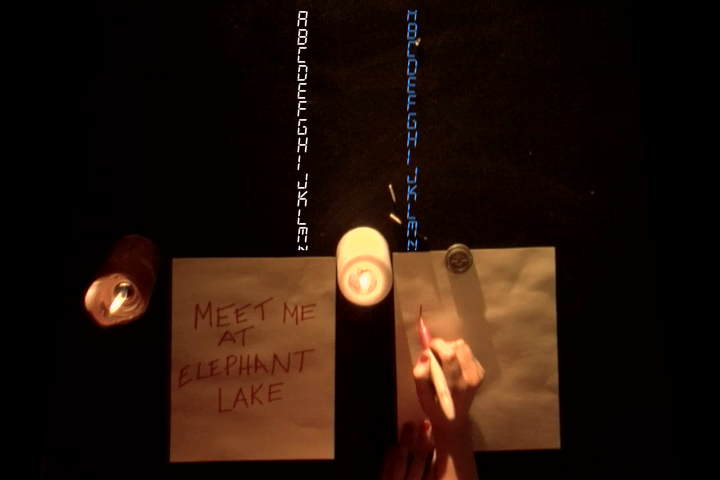 ABCDEFGHIJKLMN
ABCDEFGHIJKLMN
MEET ME
AT
ELEPHANT
LAKE